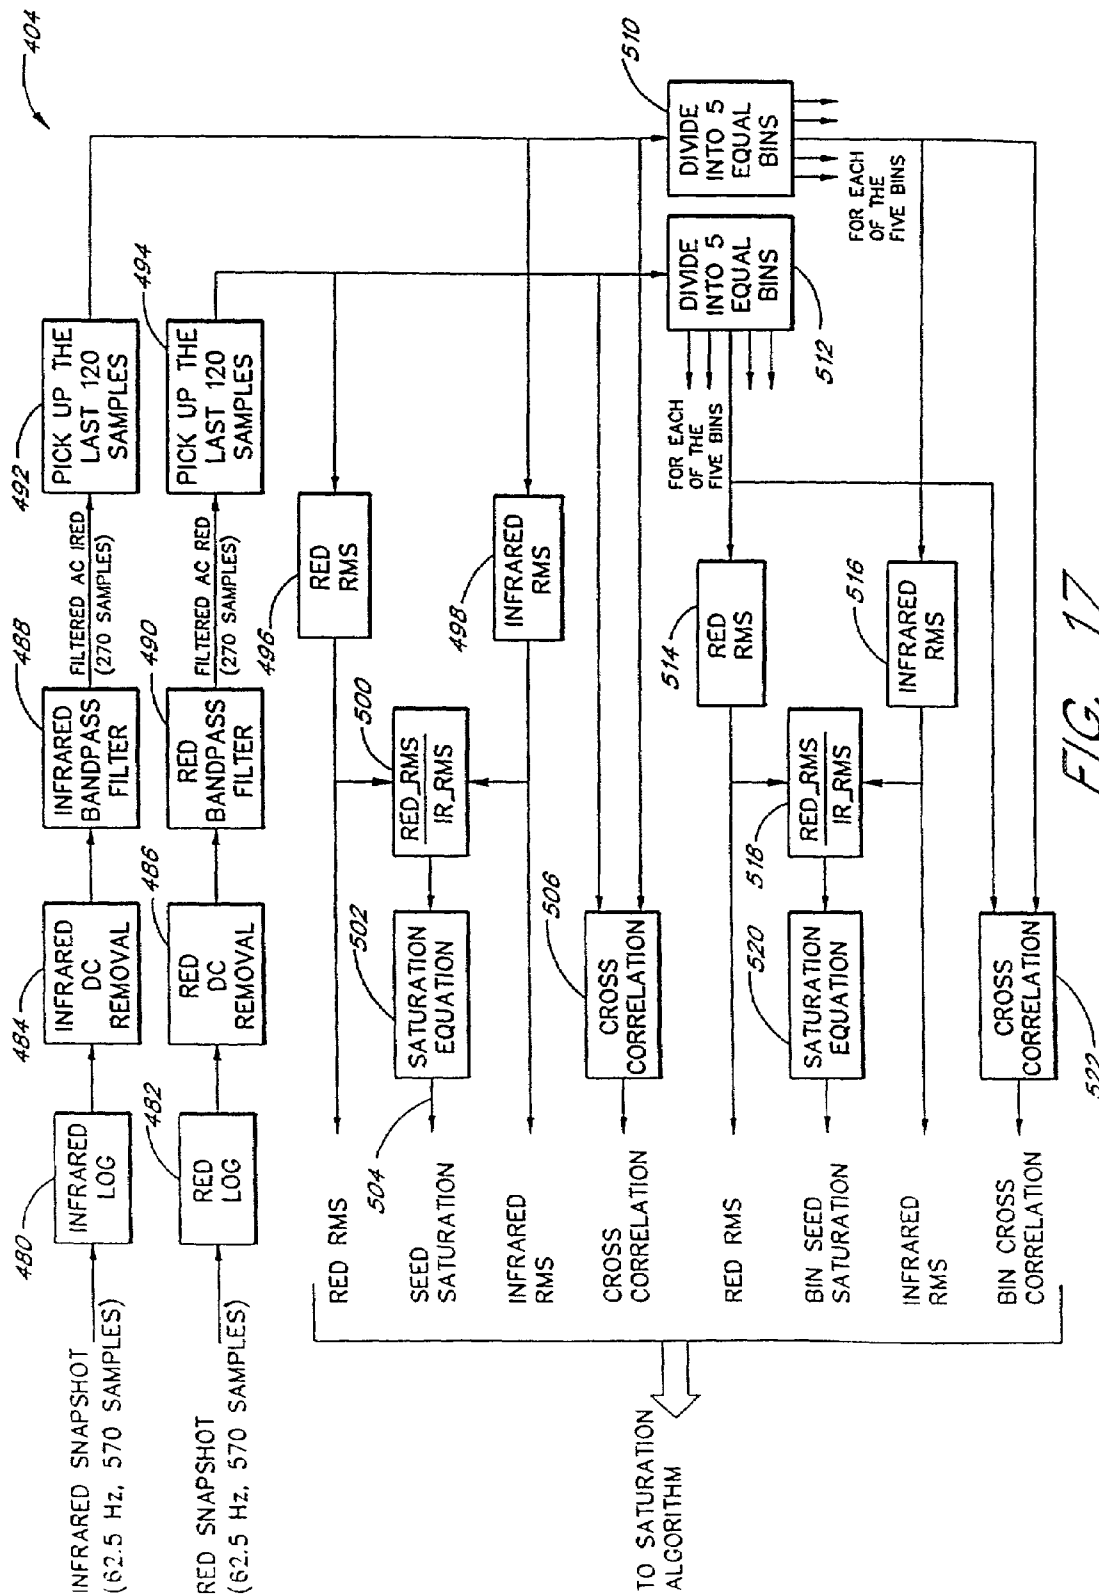 404
INFRARED SNAPSHOT
(62.5 Hz, 570 SAMPLES)
480
INFRARED
LOG
484
INFRARED
DC
REMOVAL
488
INFRARED
BANDPASS
FILTER
FILTERED AC IRED
(270 SAMPLES)
492
PICK UP THE
LAST 120
SAMPLES
RED SNAPSHOT
(62.5 Hz, 570 SAMPLES)
482
RED
LOG
486
RED
DC
REMOVAL
490
RED
BANDPASS
FILTER
FILTERED AC RED
(270 SAMPLES)
494
PICK UP THE
LAST 120
SAMPLES
RED RMS
496
RED
RMS
500
RED_RMS
IR_RMS
502
SATURATION
EQUATION
504
SEED
SATURATION
498
INFRARED
RMS
INFRARED
RMS
506
CROSS
CORRELATION
CROSS
CORRELATION
510
DIVIDE
INTO 5
EQUAL
BINS
512
DIVIDE
INTO 5
EQUAL
BINS
FOR EACH
OF THE
FIVE BINS
FOR EACH
OF THE
FIVE BINS
RED RMS
514
RED
RMS
518
RED_RMS
IR_RMS
520
SATURATION
EQUATION
BIN SEED
SATURATION
516
INFRARED
RMS
INFRARED
RMS
CROSS
CORRELATION
522
BIN CROSS
CORRELATION
TO SATURATION
ALGORITHM
FIG. 17